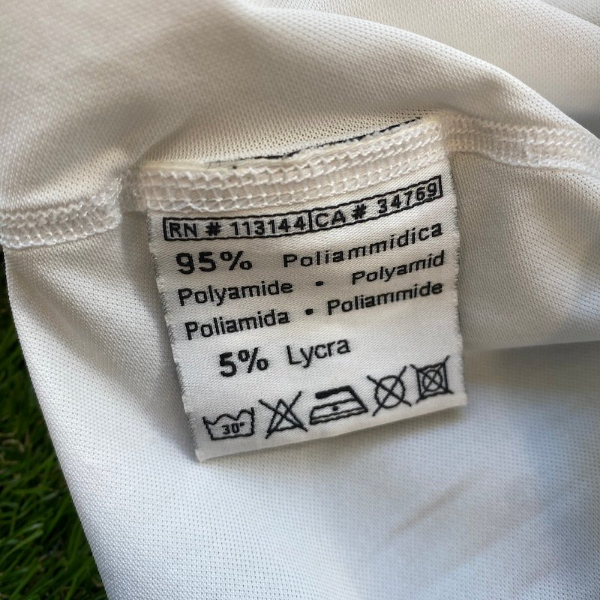 RN # 113144 CA # 34769
95% Poliammidica
Polyamide • Polyamid
Poliamida • Poliammide
5% Lycra
30°